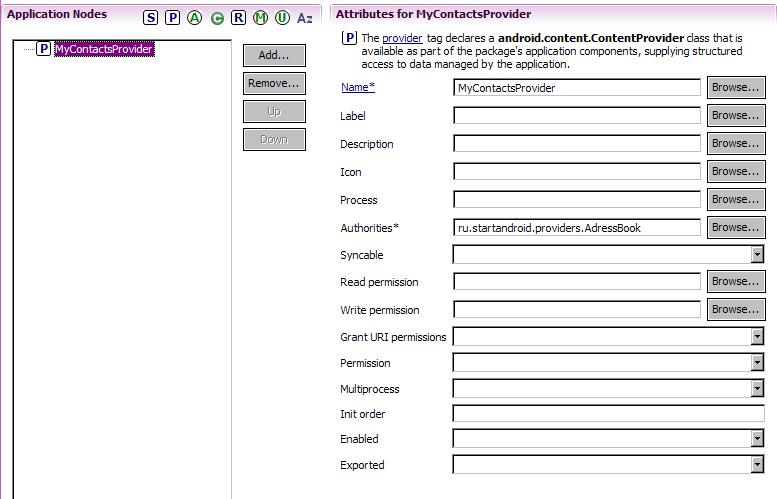 Application Nodes
S P A C R M U Az
P MyContactsProvider
Add...
Remove...
Up
Down
Attributes for MyContactsProvider
P The provider tag declares a android.content.ContentProvider class that is
available as part of the package's application components, supplying structured
access to data managed by the application.
Name* MyContactsProvider Browse...
Label Browse...
Description Browse...
Icon Browse...
Process Browse...
Authorities* ru.startandroid.providers.AdressBook Browse...
Syncable
Read permission Browse...
Write permission Browse...
Grant URI permissions
Permission
Multiprocess
Init order
Enabled
Exported